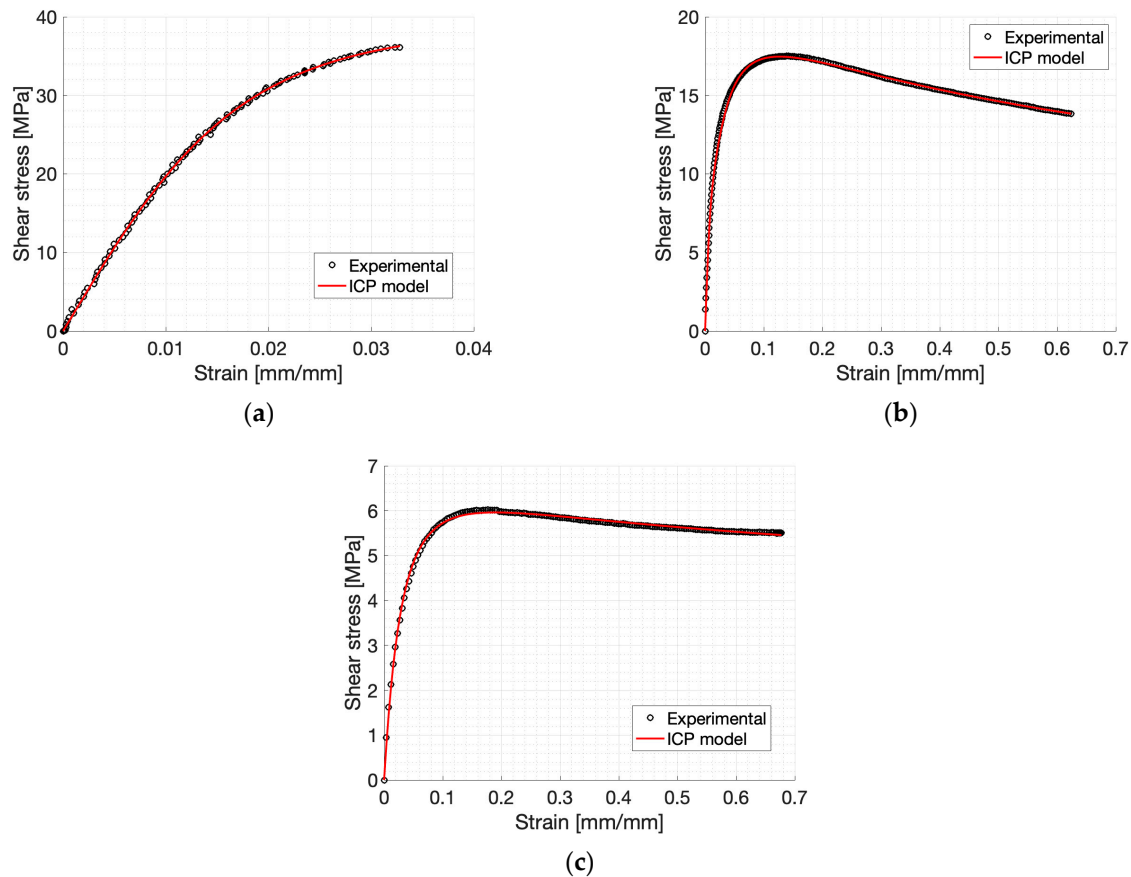 40
30
20
10
0
Shear stress [MPa]
Experimental
ICP model
0
0.01
0.02
0.03
0.04
Strain [mm/mm]
(a)
20
15
10
5
0
Shear stress [MPa]
Experimental
ICP model
0
0.1
0.2
0.3
0.4
0.5
0.6
0.7
Strain [mm/mm]
(b)
7
6
5
4
3
2
1
0
Shear stress [MPa]
Experimental
ICP model
0
0.1
0.2
0.3
0.4
0.5
0.6
0.7
Strain [mm/mm]
(c)